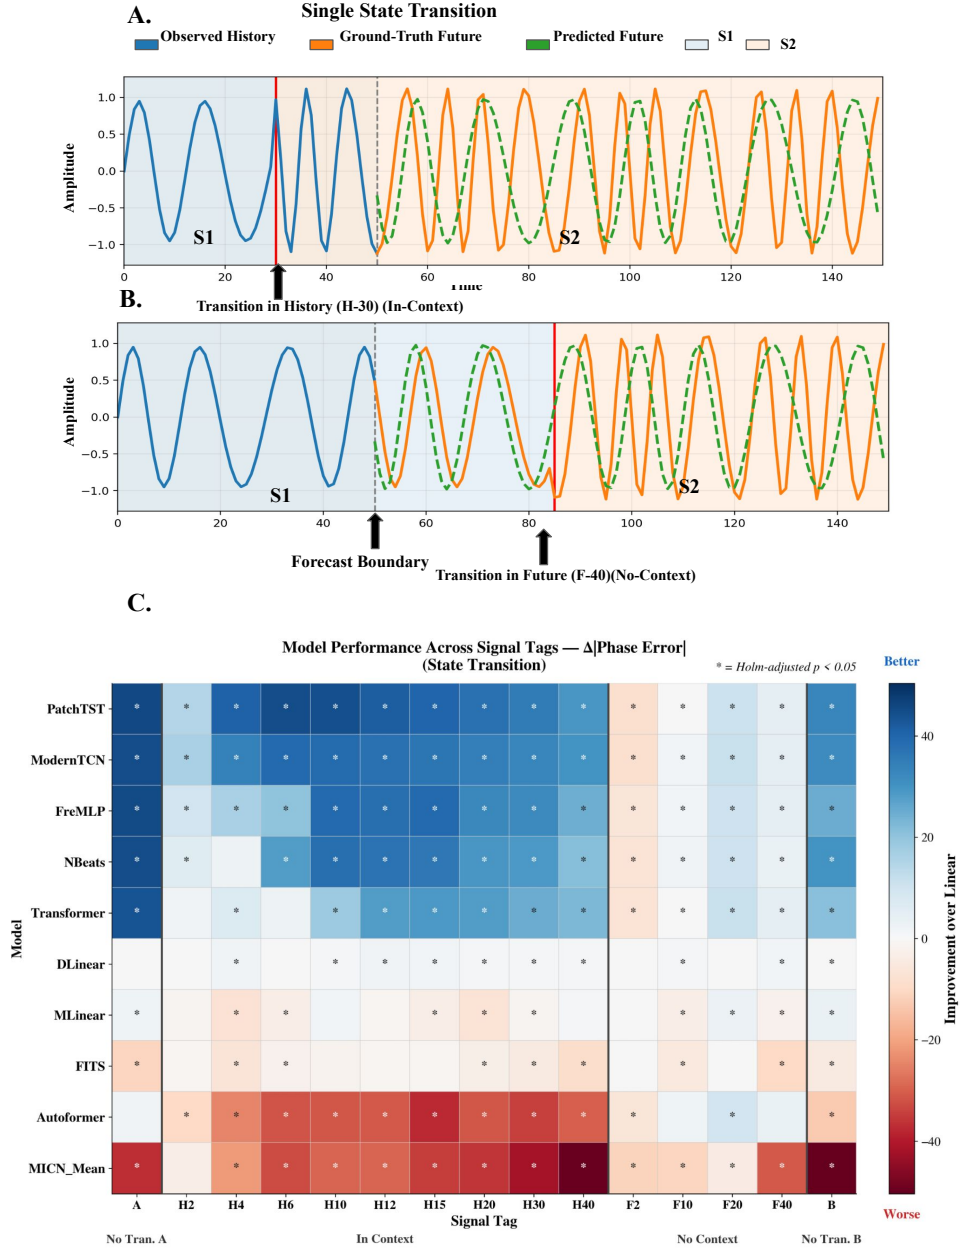 A.
Single State Transition
Observed History
Ground-Truth Future
Predicted Future
S1
S2
1.0
0.5
0.0
−0.5
−1.0
Amplitude
S1
S2
0
20
40
60
80
100
120
140
Time
Transition in History (H-30) (In-Context)
B.
1.0
0.5
0.0
−0.5
−1.0
Amplitude
S1
S2
0
20
40
60
80
100
120
140
Forecast Boundary
Transition in Future (F-40)(No-Context)
C.
Model Performance Across Signal Tags — Δ|Phase Error|
(State Transition)
* = Holm-adjusted p < 0.05
Better
PatchTST
ModernTCN
FreMLP
NBeats
Transformer
DLinear
MLinear
FITS
Autoformer
MICN_Mean
Model
A H2 H4 H6 H10 H12 H15 H20 H30 H40 F2 F10 F20 F40 B
Signal Tag
No Tran. A In Context No Context No Tran. B
40
20
0
−20
−40
Improvement over Linear
Worse